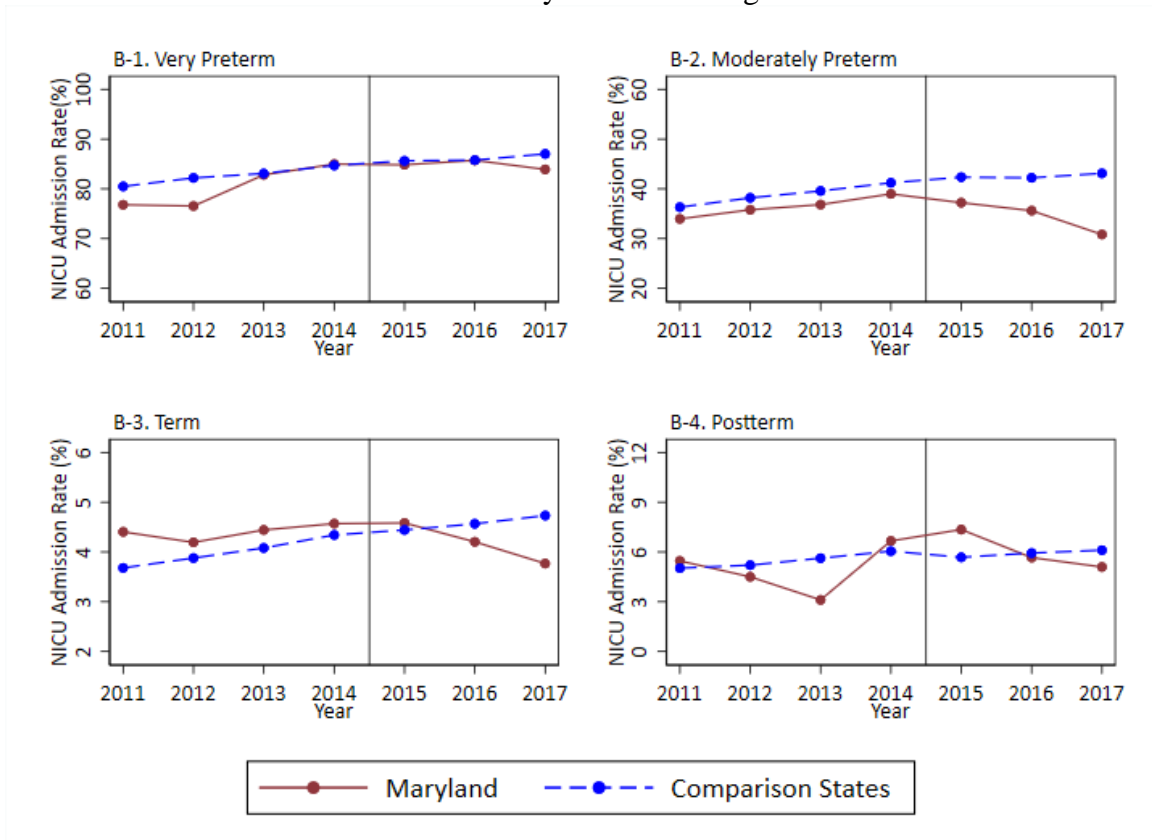 B-1. Very Preterm
NICU Admission Rate(%)
100
90
80
70
60
2011 2012 2013 2014 2015 2016 2017
Year
B-2. Moderately Preterm
NICU Admission Rate (%)
60
50
40
30
20
2011 2012 2013 2014 2015 2016 2017
Year
B-3. Term
NICU Admission Rate (%)
6
5
4
3
2
2011 2012 2013 2014 2015 2016 2017
Year
B-4. Postterm
NICU Admission Rate (%)
12
9
6
3
0
2011 2012 2013 2014 2015 2016 2017
Year
Maryland Comparison States